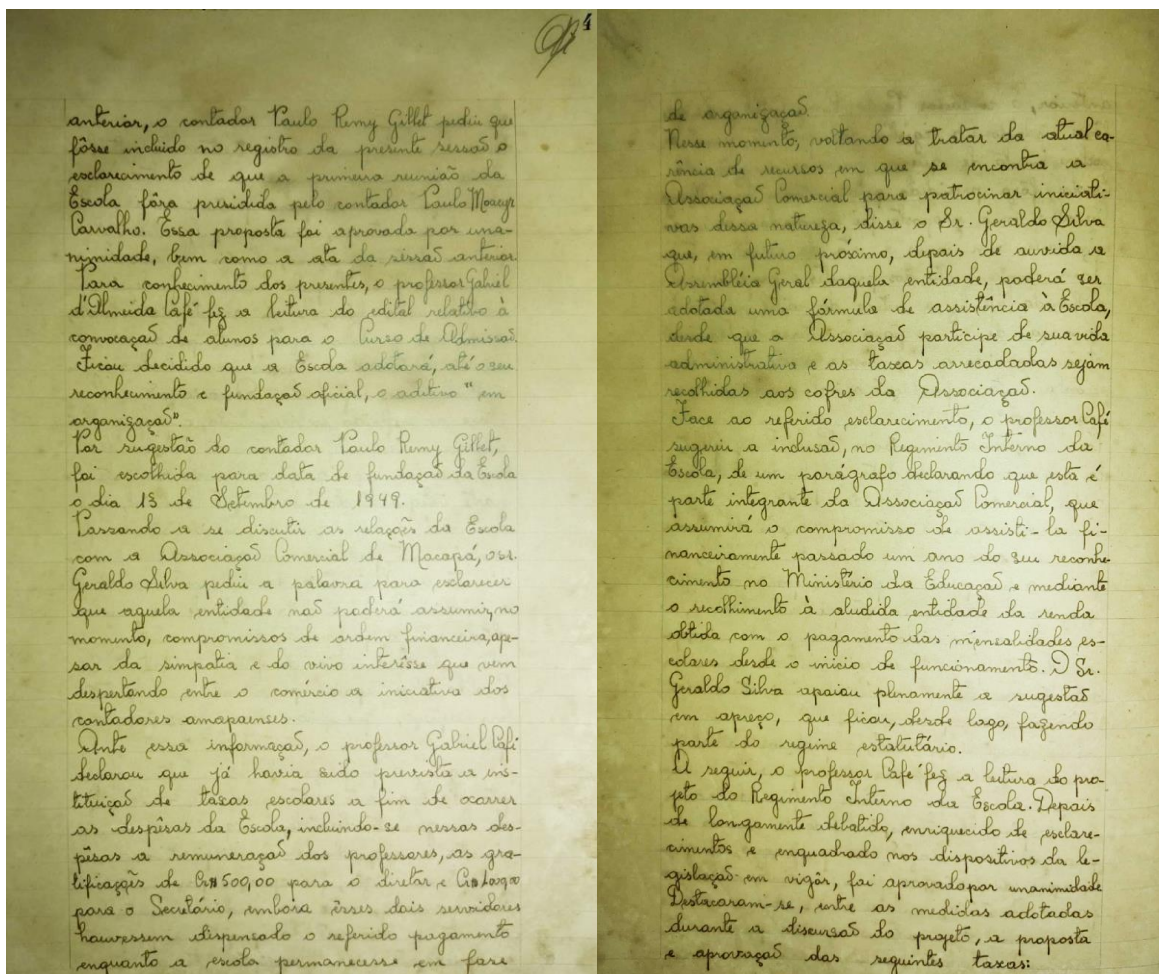 4
anterior, o contador Paulo Remy Gillet pediu que
fôsse incluido no registro da presente sessão o
esclarecimento de que a primeira reunião da
Escola fôra presidida pelo contador Paulo Moacyr
Carvalho. Essa proposta foi aprovada por una-
nimidade, bem como a ata da sessão anterior.
Para conhecimento dos presentes, o professor Gabriel
d'Almeida Café fez a leitura do edital relativo à
convocação de alunos para o Curso de Admissão.
Ficou decidido que a Escola adotará, até o seu
reconhecimento e fundação oficial, o aditivo "em
organização".
Por sugestão do contador Paulo Remy Gillet,
foi escolhida para data de fundação da Escola
o dia 13 de Setembro de 1949.
Passando a se discutir as relações da Escola
com a Associação Comercial de Macapá, o sr.
Geraldo Silva pediu a palavra para esclarecer
que aquela entidade não poderá assumir, no
momento, compromissos de ordem financeira, ape-
sar da simpatia e do vivo interêsse que vem
despertando entre o comércio a iniciativa dos
contadores amapaenses.
Ante essa informação, o professor Gabriel Café
declarou que já havia sido prevista a ins-
tituição de taxas escolares a fim de ocorrer
as despêsas da Escola, incluindo-se nessas des-
pêsas a remuneração dos professores, as gra-
tificações de Cr$ 500,00 para o diretor e Cr$
para o Secretário, embora êsses dois servidores
houvessem dispensado o referido pagamento
enquanto a escola permanecesse em fase
de organização.
Nesse momento, voltando a tratar da atual ca-
rência de recursos em que se encontra a
Associação Comercial para patrocinar iniciati-
vas dessa natureza, disse o Sr. Geraldo Silva
que, em futuro próximo, depois de ouvida a
Assembléia Geral daquela entidade, poderá ser
adotada uma fórmula de assistência à Escola,
desde que a Associação participe de sua vida
administrativa e as taxas arrecadadas sejam
recolhidas aos cofres da Associação.
Face ao referido esclarecimento, o professor Café
sugeriu a inclusão, no Regimento Interno da
Escola, de um parágrafo declarando que esta é
parte integrante da Associação Comercial, que
assumirá o compromisso de assisti-la fi-
nanceiramente passado um ano do seu reconhe-
cimento no Ministério da Educação e mediante
o recolhimento à aludida entidade da renda
obtida com o pagamento das mensalidades es-
colares desde o inicio de funcionamento. O Sr.
Geraldo Silva apoiou plenamente a sugestão
em apreço, que ficou, desde logo, fazendo
parte do regime estatutário.
A seguir, o professor Café fez a leitura do pro-
jeto do Regimento Interno da Escola. Depois
de longamente debatido, enriquecido de esclare-
cimentos e enquadrado nos dispositivos da le-
gislação em vigôr, foi aprovado por unanimidade
Destacaram-se, entre as medidas adotadas
durante a discursão do projeto, a proposta
e aprovação das seguintes taxas: